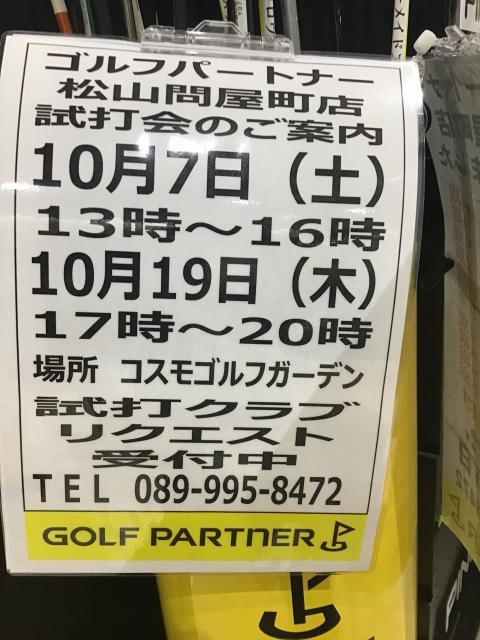 ゴルフパートナー
松山問屋町店
試打会のご案内
10月7日（土）
13時～16時
10月19日（木）
17時～20時
場所 コスモゴルフガーデン
試打クラブ
リクエスト
受付中
TEL 089-995-8472
GOLF PARTNER